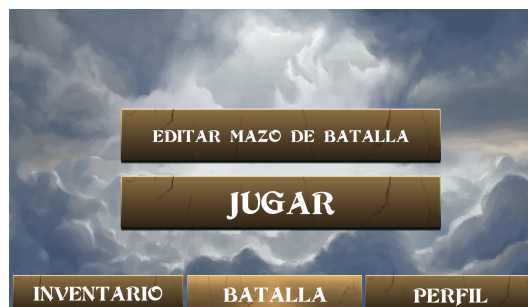 EDITAR MAZO DE BATALLA
JUGAR
INVENTARIO
BATALLA
PERFIL